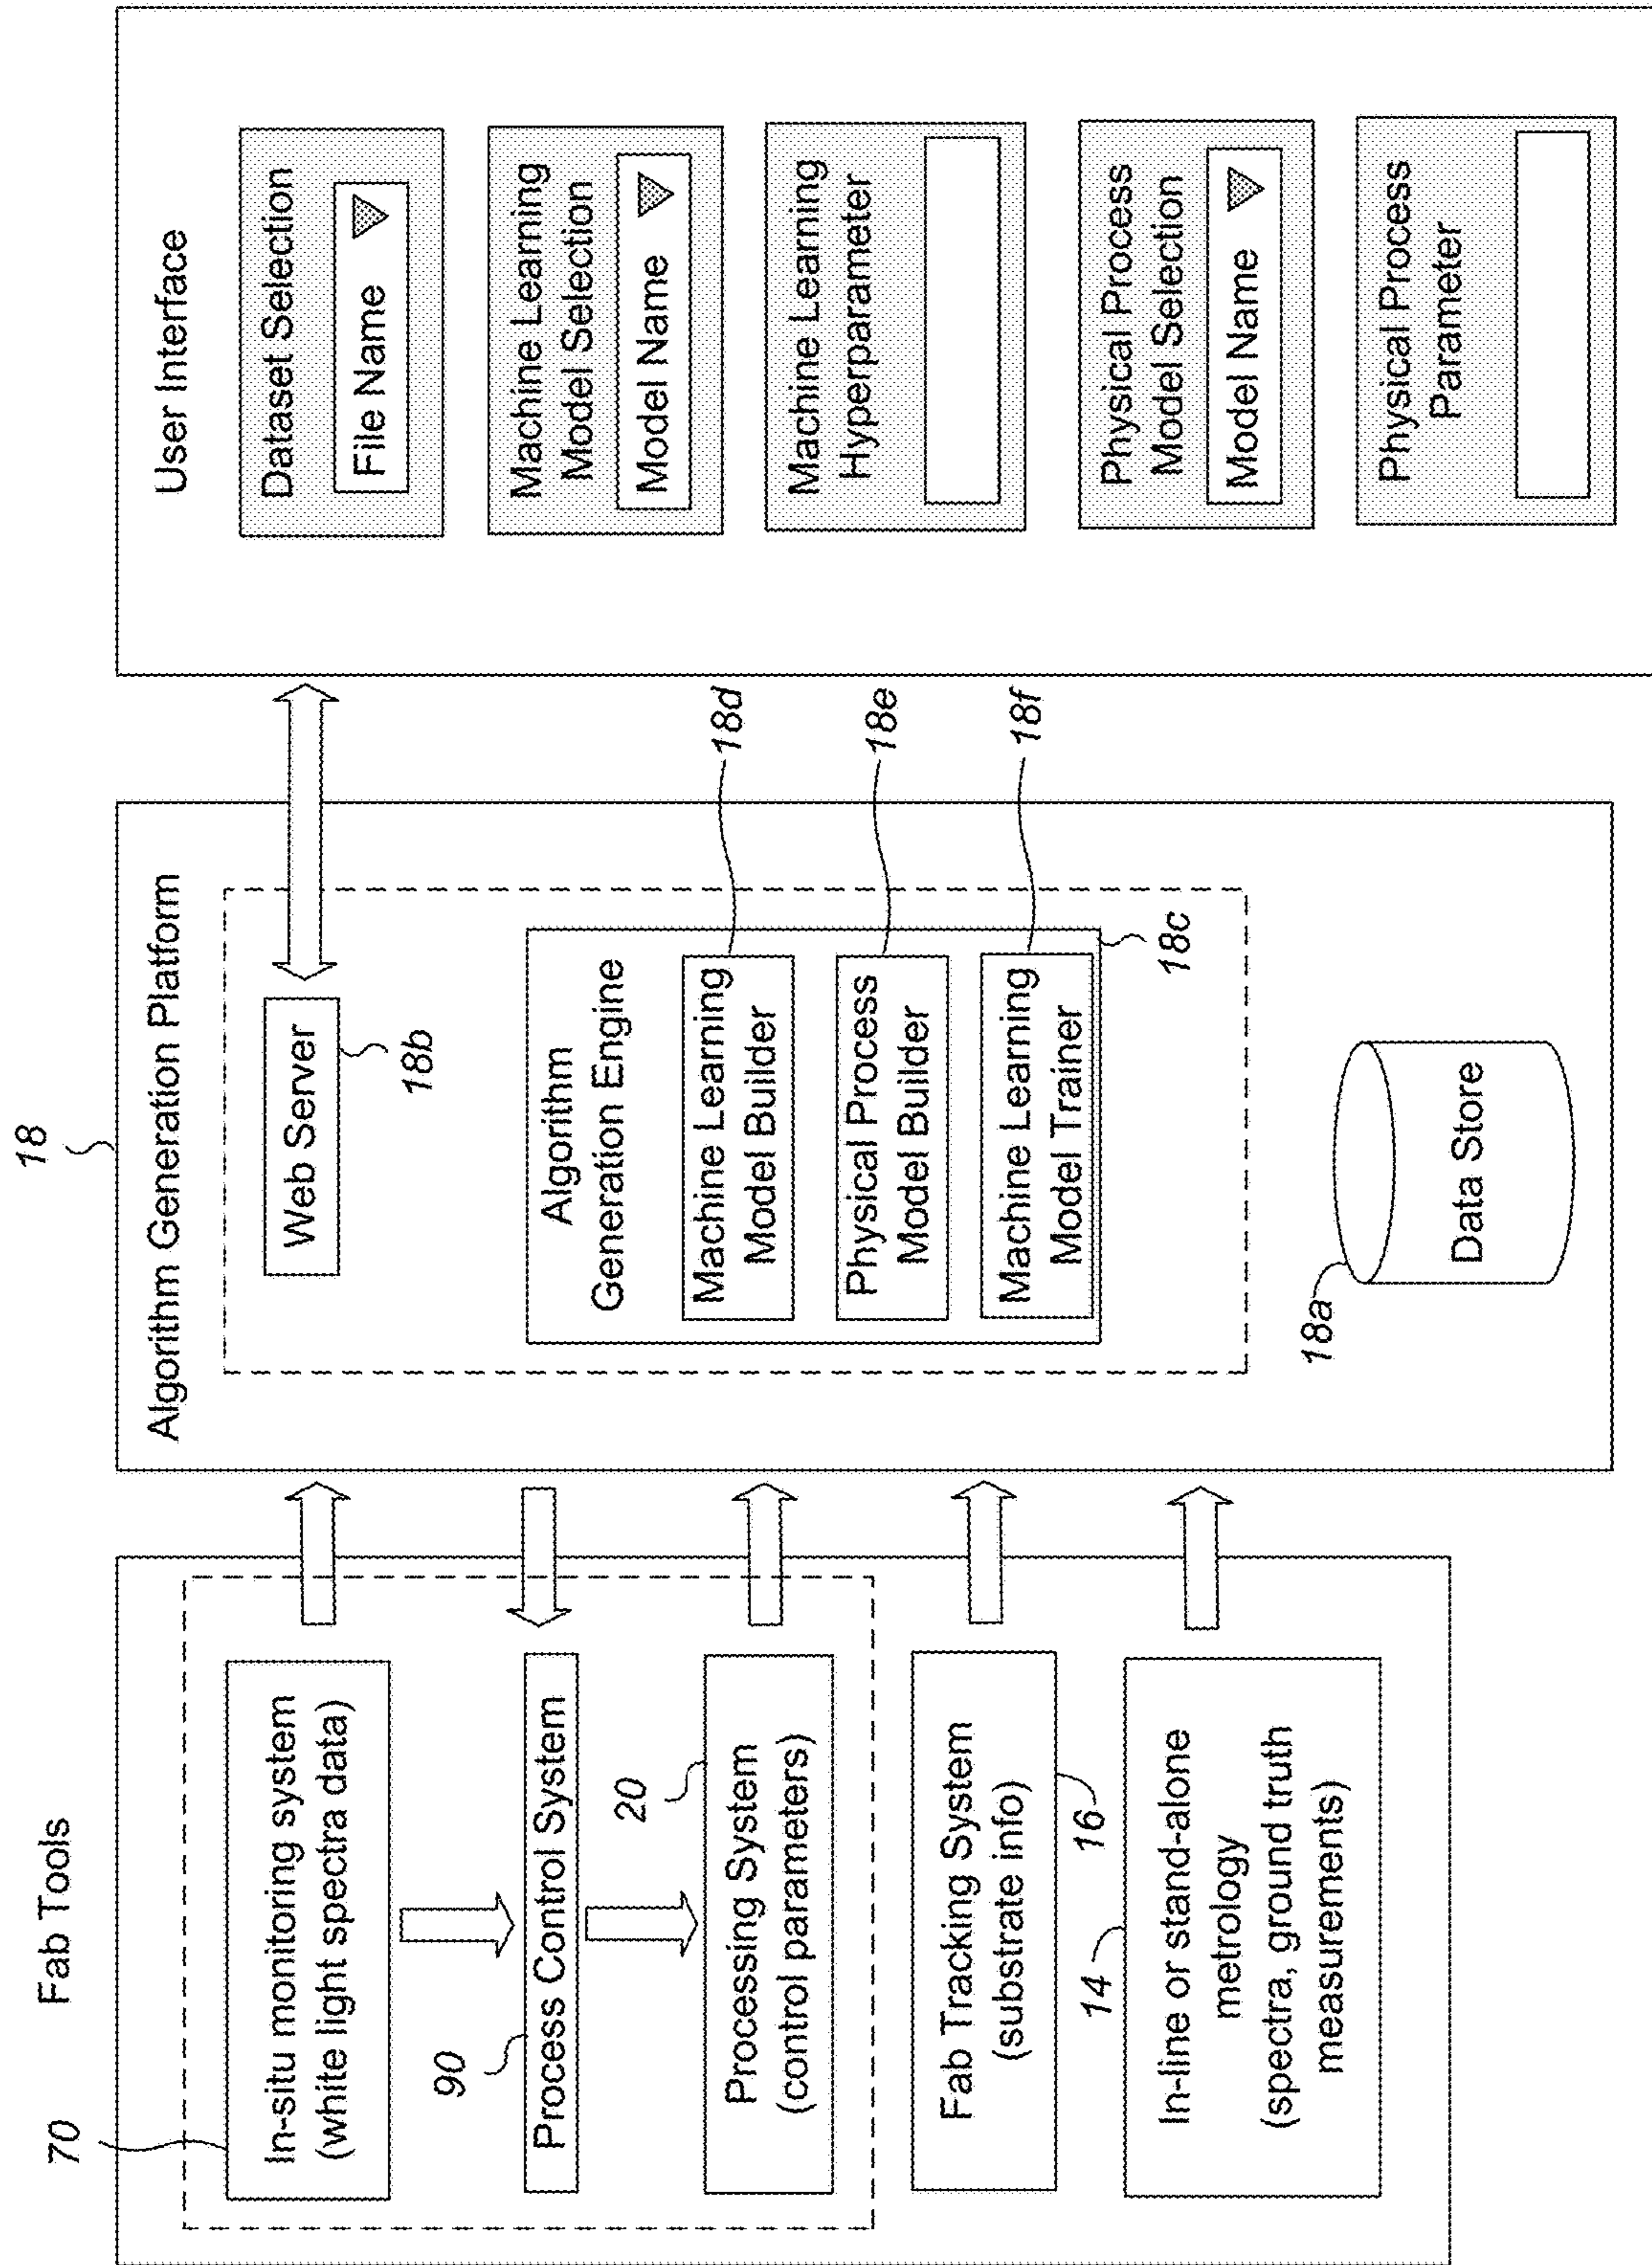 Fab Tools
70
In-situ monitoring system
(white light spectra data)
90
Process Control System
20
Processing System
(control parameters)
Fab Tracking System
(substrate info)
16
14
In-line or stand-alone
metrology
(spectra, ground truth
measurements)
18
Algorithm Generation Platform
Web Server
18b
Algorithm
Generation Engine
Machine Learning
Model Builder
18d
Physical Process
Model Builder
18e
Machine Learning
Model Trainer
18f
18c
18a
Data Store
User Interface
Dataset Selection
File Name
Machine Learning
Model Selection
Model Name
Machine Learning
Hyperparameter
Physical Process
Model Selection
Model Name
Physical Process
Parameter